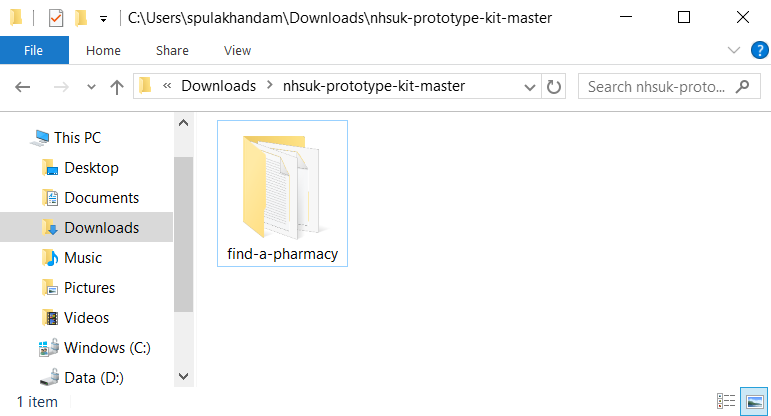 C:\Users\spulakhandam\Downloads\nhsuk-prototype-kit-master
File Home Share View
« Downloads > nhsuk-prototype-kit-master Search nhsuk-proto...
This PC
Desktop
Documents
Downloads
Music
Pictures
Videos
Windows (C:)
Data (D:)
find-a-pharmacy
1 item